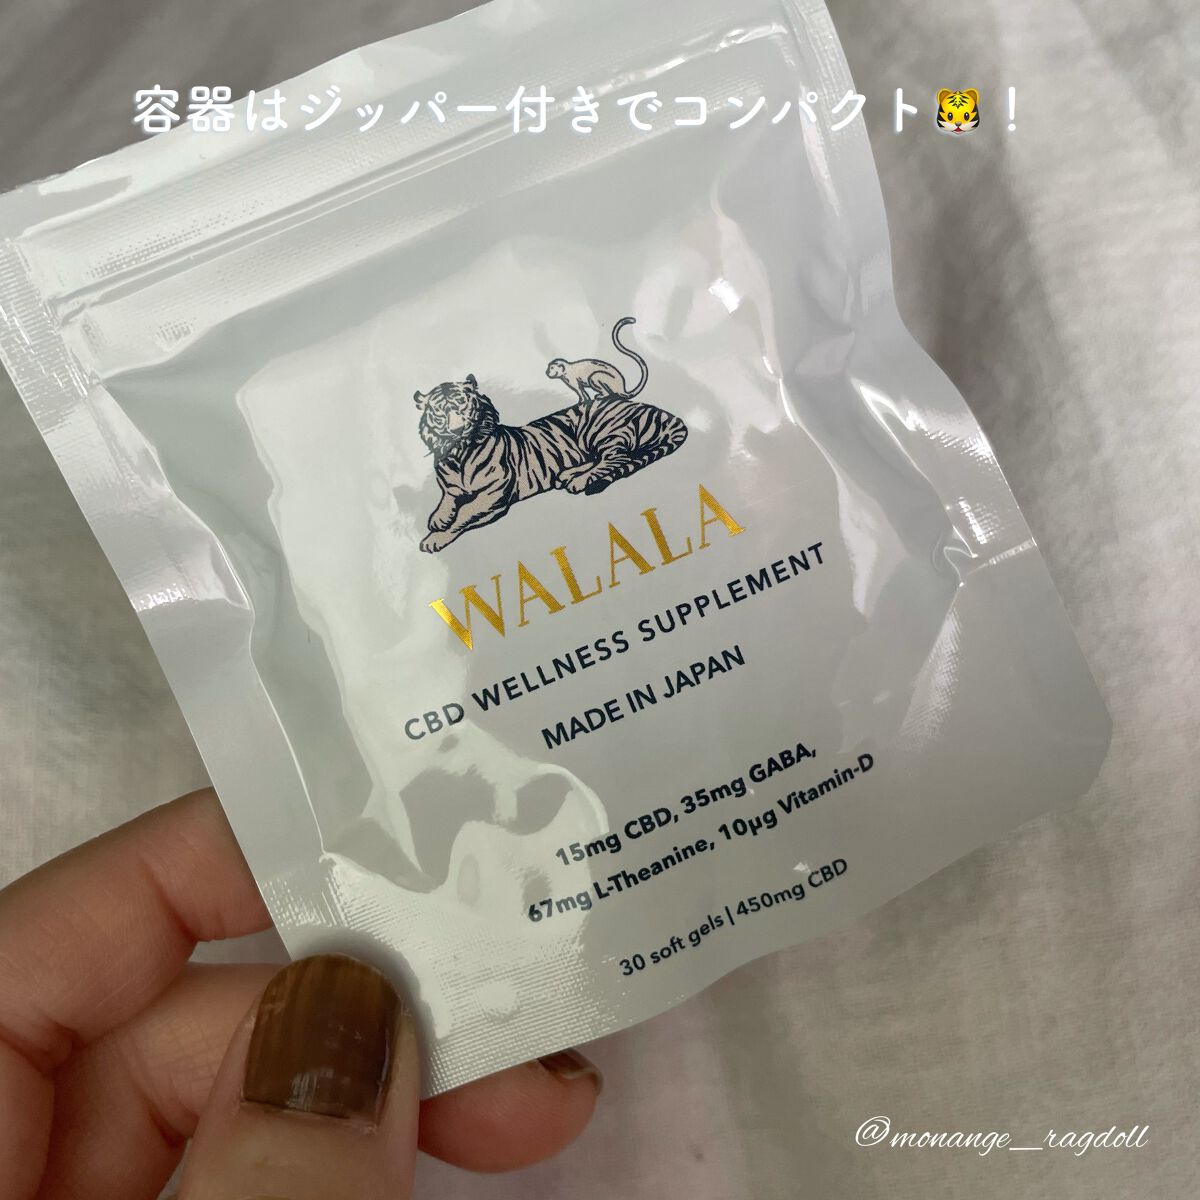 容器はジッパー付きでコンパクト🐯！
WALALA
CBD WELLNESS SUPPLEMENT
MADE IN JAPAN
15mg CBD, 35mg GABA,
67mg L-Theanine, 10μg Vitamin-D
30 soft gels | 450mg CBD
@monange__ragdoll